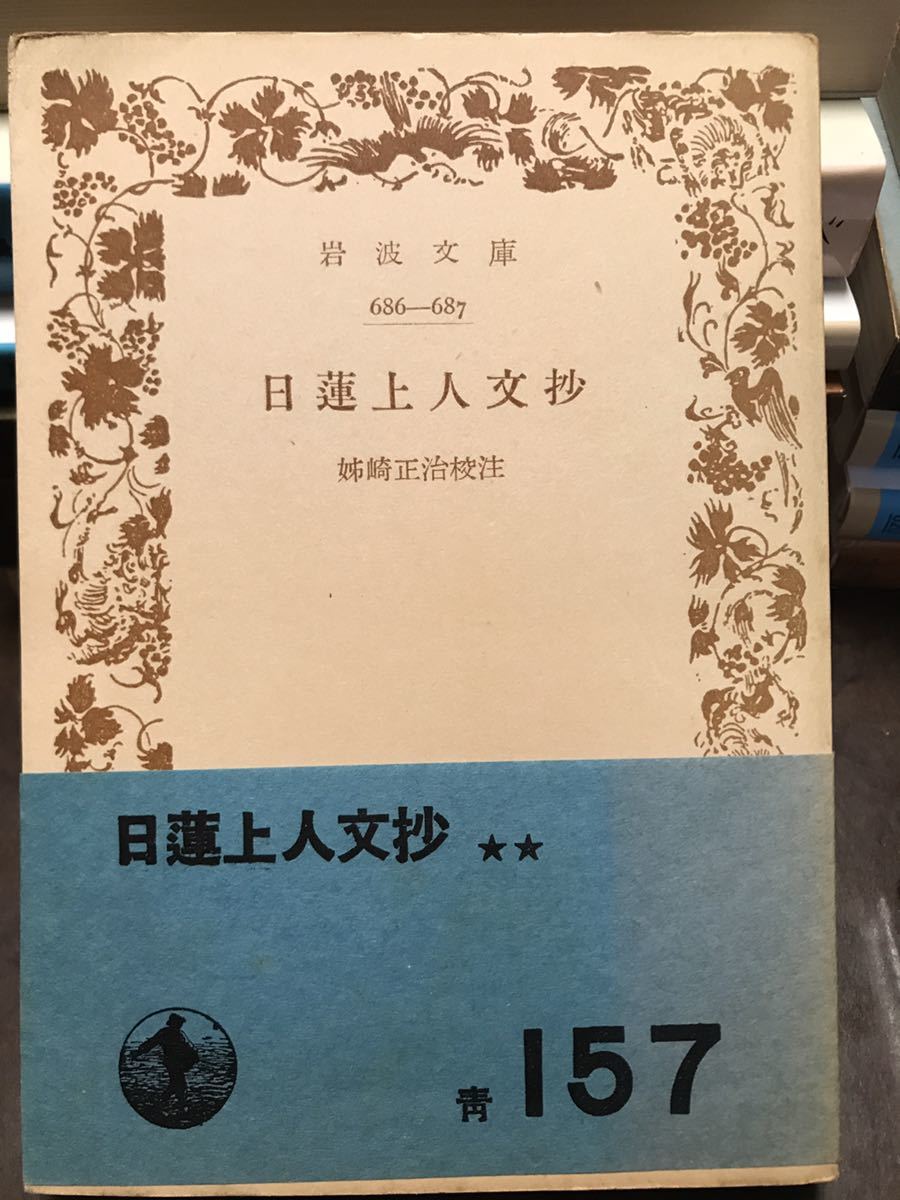 岩波文庫
686—687
日蓮上人文抄
姊崎正治校注
日蓮上人文抄 ★★
青 157